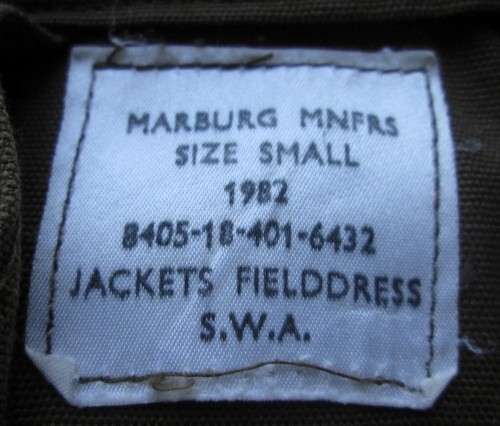 MARBURG MNFRS
SIZE SMALL
1982
8405-18-401-6432
JACKETS FIELDDRESS
S.W.A.